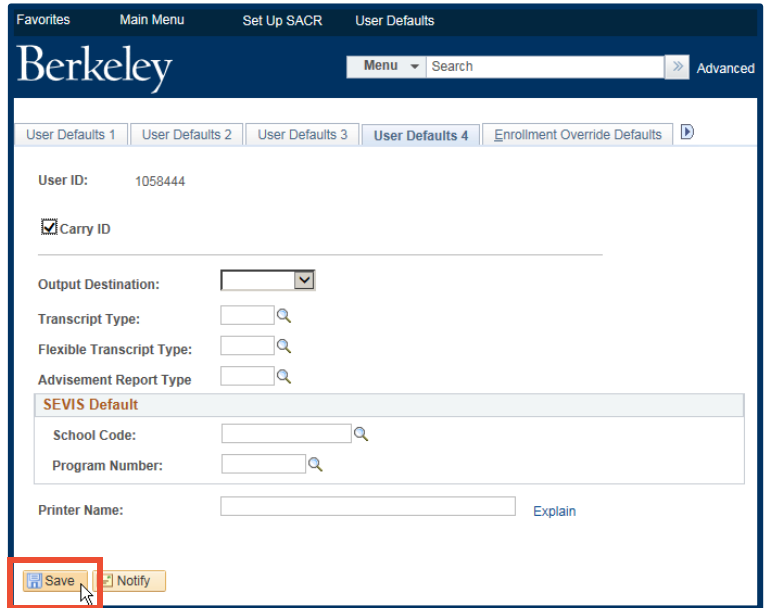 Favorites Main Menu Set Up SACR User Defaults
Berkeley
Menu Search
Advanced
User Defaults 1 User Defaults 2 User Defaults 3 User Defaults 4 Enrollment Override Defaults
User ID: 1058444
Carry ID
Output Destination:
Transcript Type:
Flexible Transcript Type:
Advisement Report Type
SEVIS Default
School Code:
Program Number:
Printer Name: Explain
Save Notify